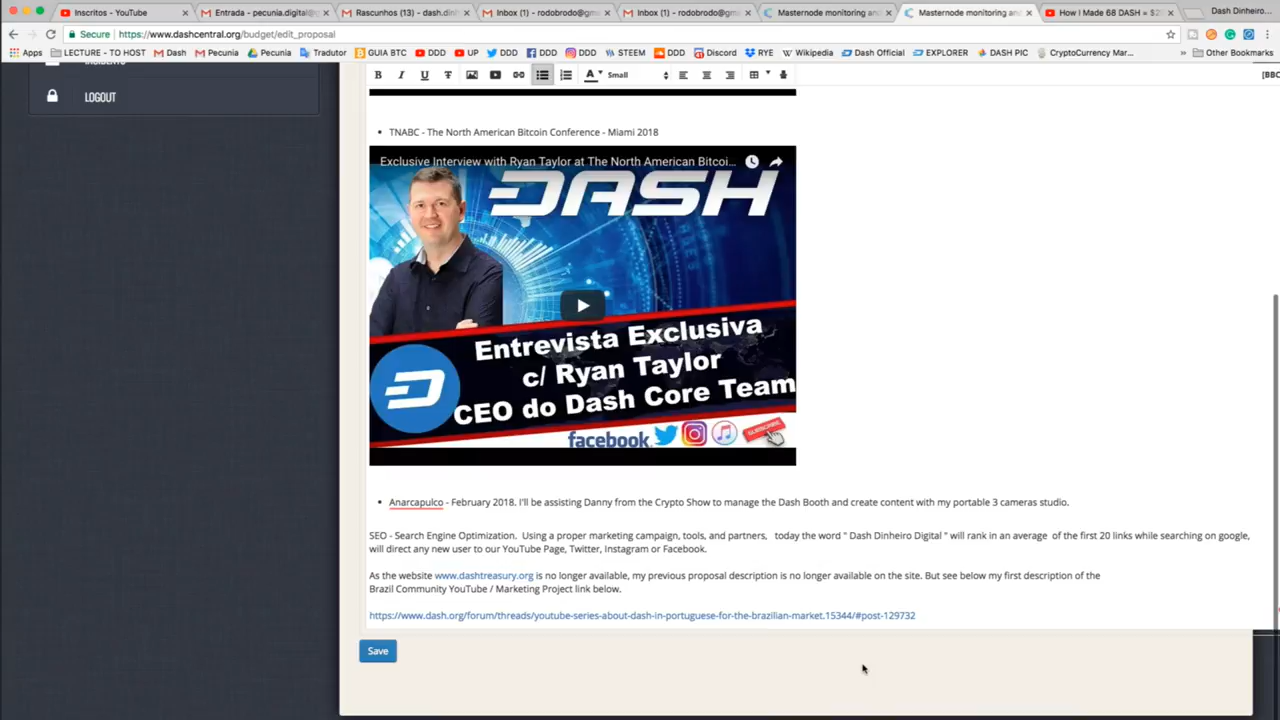 Inscritos - YouTube
Entrada - pecunia.digital@g
Rascunhos (13) - dash.din
Inbox (1) - rodobrodo@gm
Inbox (1) - rodobrodo@gm
Masternode monitoring an
Masternode monitoring an
How I Made 68 DASH = $2
Dash Dinheiro
Secure
https://www.dashcentral.org/budget/edit_proposal
Apps
LECTURE - TO HOST
Dash
Pecunia
Pecunia
Tradutor
GUIA BTC
DDD
UP
DDD
DDD
DDD
STEEM
DDD
Discord
RYE
Wikipedia
Dash Official
EXPLORER
DASH PIC
CryptoCurrency Mar...
»
Other Bookmarks
LOGOUT
B I U T
A
Small
[BBC
• TNABC - The North American Bitcoin Conference - Miami 2018
Exclusive Interview with Ryan Taylor at The North American Bitcoi...
DASH
Entrevista Exclusiva
c/ Ryan Taylor
CEO do Dash Core Team
facebook
SUBSCRIBE
• Anarcapulco - February 2018. I'll be assisting Danny from the Crypto Show to manage the Dash Booth and create content with my portable 3 cameras studio.
SEO - Search Engine Optimization. Using a proper marketing campaign, tools, and partners, today the word " Dash Dinheiro Digital " will rank in an average of the first 20 links while searching on google,
will direct any new user to our YouTube Page, Twitter, Instagram or Facebook.
As the website www.dashtreasury.org is no longer available, my previous proposal description is no longer available on the site. But see below my first description of the
Brazil Community YouTube / Marketing Project link below.
https://www.dash.org/forum/threads/youtube-series-about-dash-in-portuguese-for-the-brazilian-market.15344/#post-129732
Save